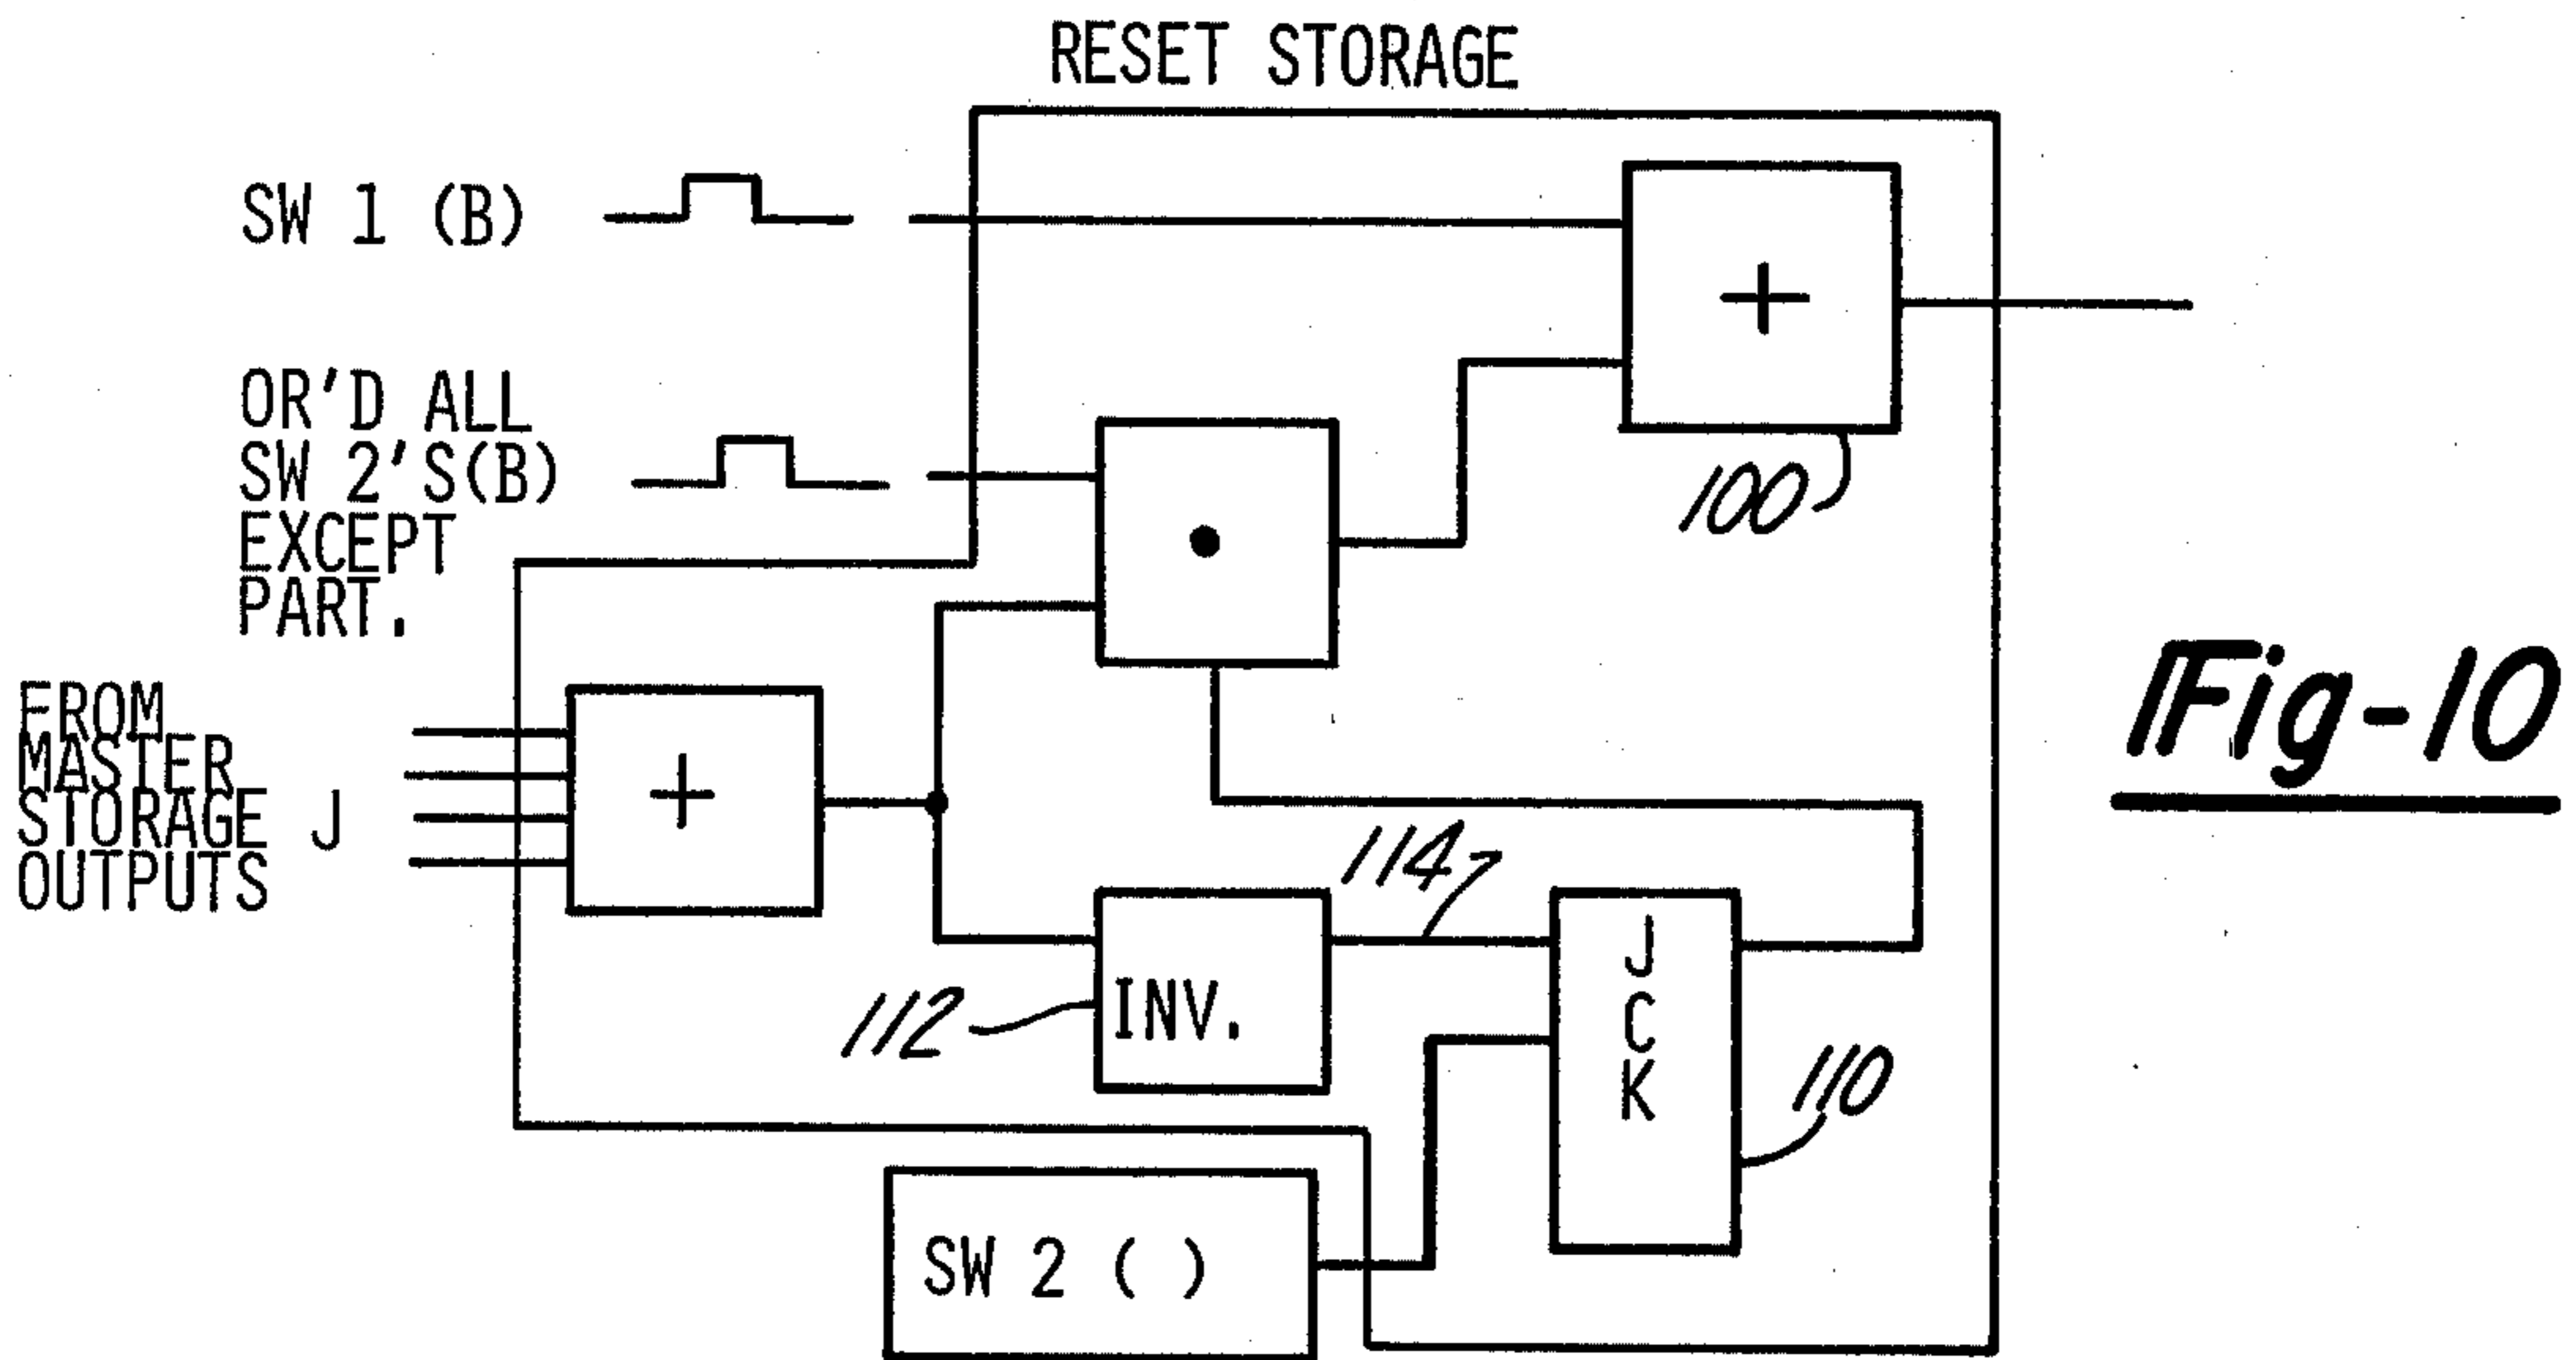 RESET STORAGE
SW 1 (B)
OR'D ALL
SW 2'S(B)
EXCEPT
PART.
+
100
•
FROM
MASTER
STORAGE J
OUTPUTS
+
114
INV.
112
J
C
K
110
SW 2 ( )
Fig-10